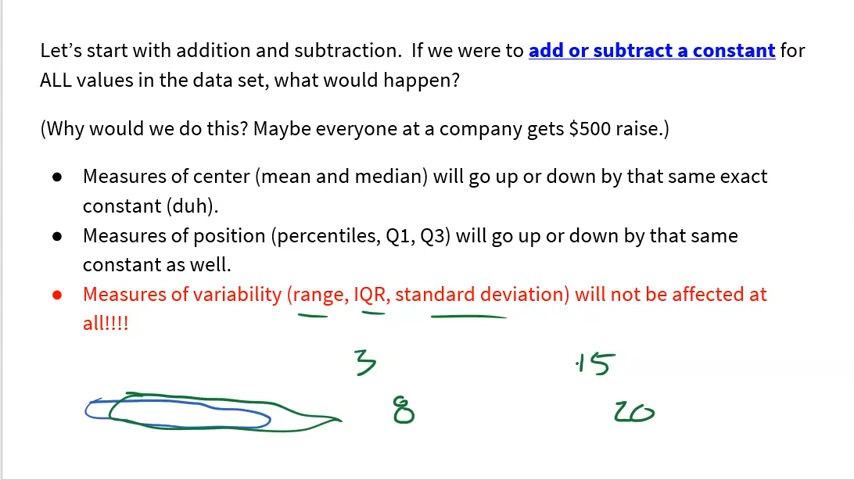 Let's start with addition and subtraction.  If we were to add or subtract a constant for
ALL values in the data set, what would happen?
(Why would we do this? Maybe everyone at a company gets $500 raise.)
● Measures of center (mean and median) will go up or down by that same exact
constant (duh).
● Measures of position (percentiles, Q1, Q3) will go up or down by that same
constant as well.
● Measures of variability (range, IQR, standard deviation) will not be affected at
all!!!!
3 15
8 20